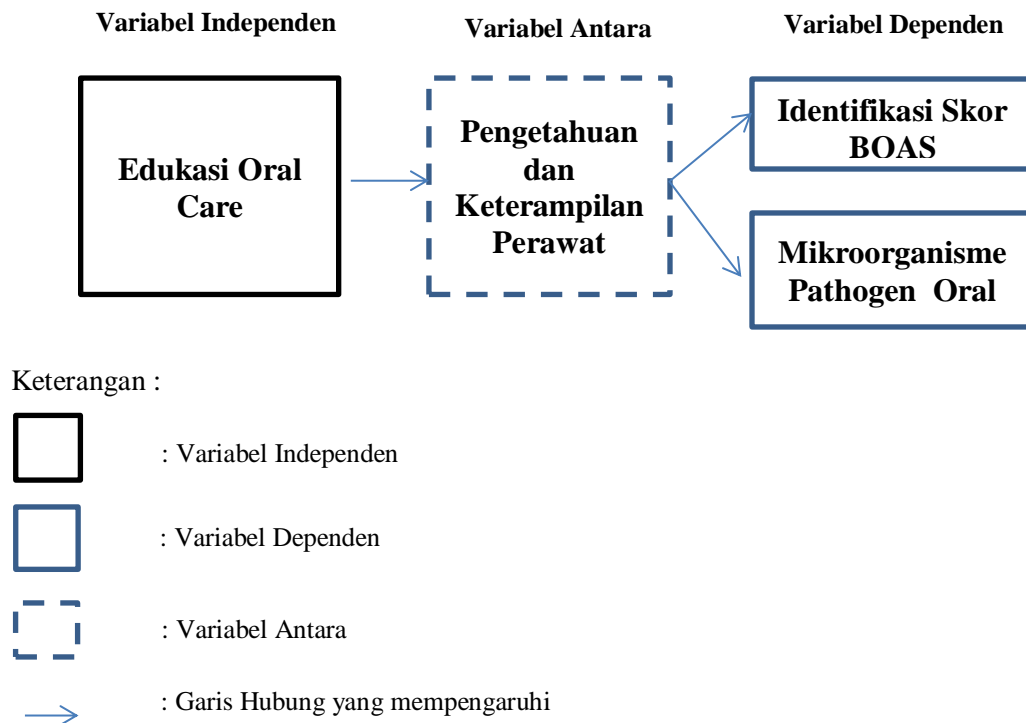 Variabel Independen
Variabel Antara
Variabel Dependen
Edukasi Oral
Care
Pengetahuan
dan
Keterampilan
Perawat
Identifikasi Skor
BOAS
Mikroorganisme
Pathogen Oral
Keterangan :
: Variabel Independen
: Variabel Dependen
: Variabel Antara
: Garis Hubung yang mempengaruhi